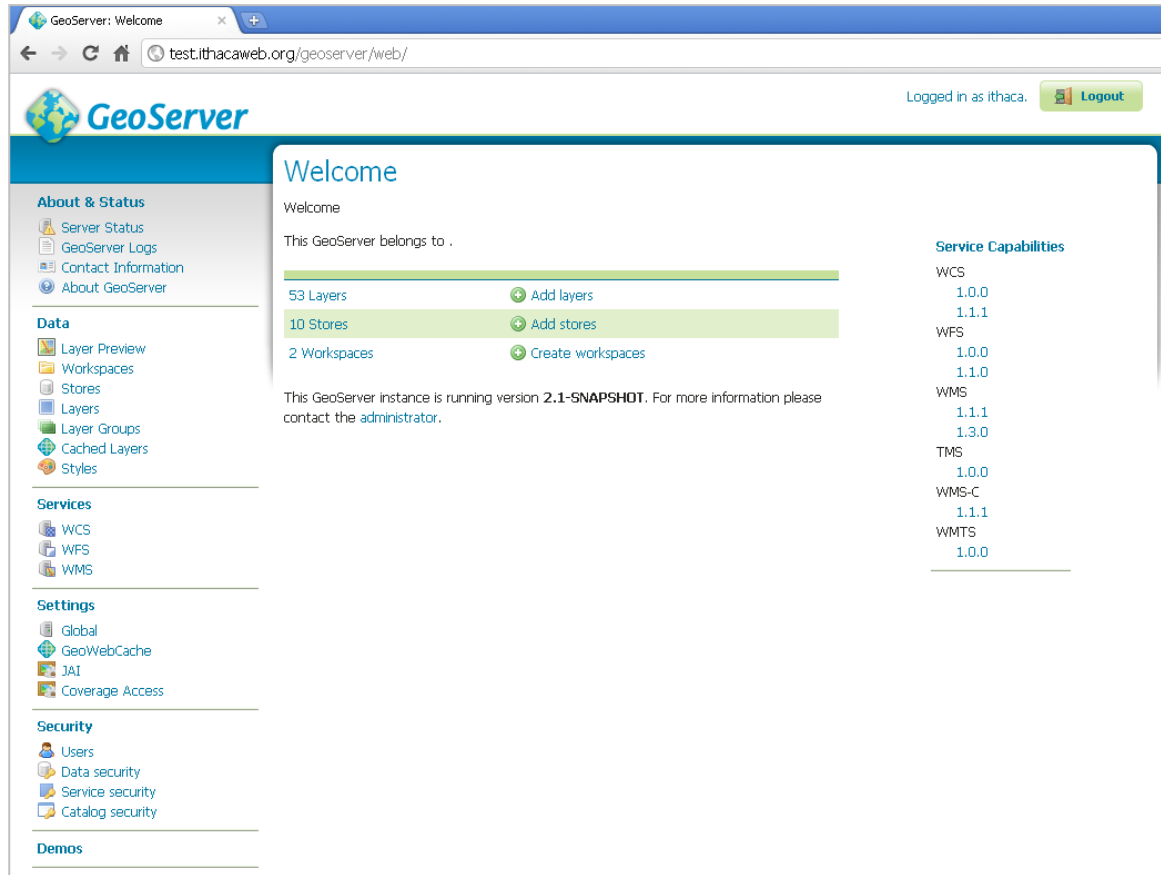 GeoServer: Welcome
test.ithacaweb.org/geoserver/web/
GeoServer
Logged in as ithaca.
Logout
About & Status
Server Status
GeoServer Logs
Contact Information
About GeoServer
Data
Layer Preview
Workspaces
Stores
Layers
Layer Groups
Cached Layers
Styles
Services
WCS
WFS
WMS
Settings
Global
GeoWebCache
JAI
Coverage Access
Security
Users
Data security
Service security
Catalog security
Demos
Welcome
Welcome
This GeoServer belongs to .
53 Layers Add layers
10 Stores Add stores
2 Workspaces Create workspaces
This GeoServer instance is running version 2.1-SNAPSHOT. For more information please
contact the administrator.
Service Capabilities
WCS
1.0.0
1.1.1
WFS
1.0.0
1.1.0
WMS
1.1.1
1.3.0
TMS
1.0.0
WMS-C
1.1.1
WMTS
1.0.0